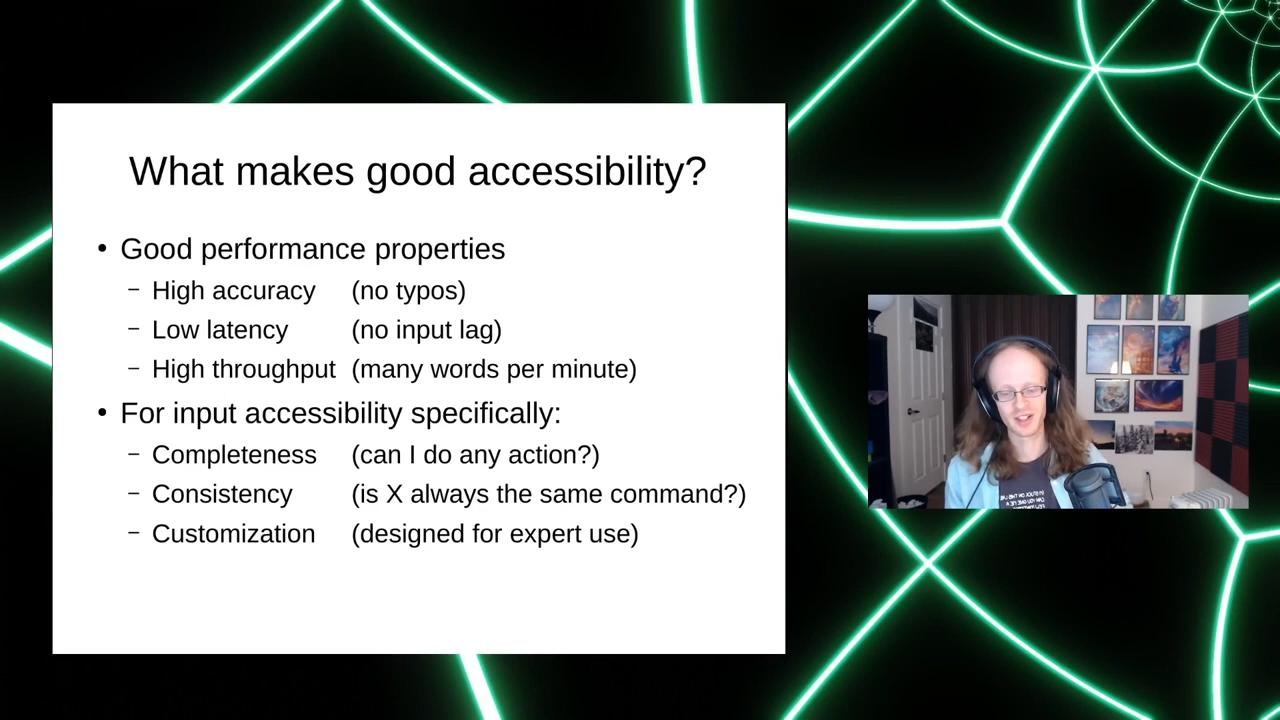 What makes good accessibility?
• Good performance properties
– High accuracy (no typos)
– Low latency (no input lag)
– High throughput (many words per minute)
• For input accessibility specifically:
– Completeness (can I do any action?)
– Consistency (is X always the same command?)
– Customization (designed for expert use)